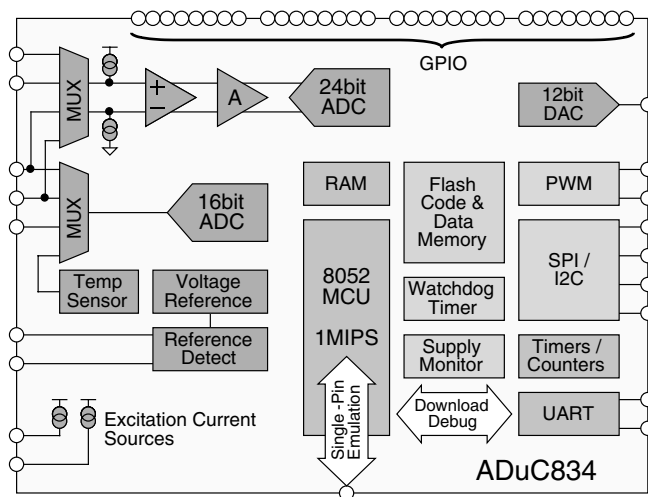 GPIO
MUX
+
−
A
24bit
ADC
12bit
DAC
MUX
16bit
ADC
RAM
Flash
Code &
Data
Memory
PWM
8052
MCU
1MIPS
SPI /
I2C
Temp
Sensor
Voltage
Reference
Watchdog
Timer
Reference
Detect
Supply
Monitor
Timers /
Counters
Excitation Current
Sources
Single-Pin
Emulation
Download
Debug
UART
ADuC834